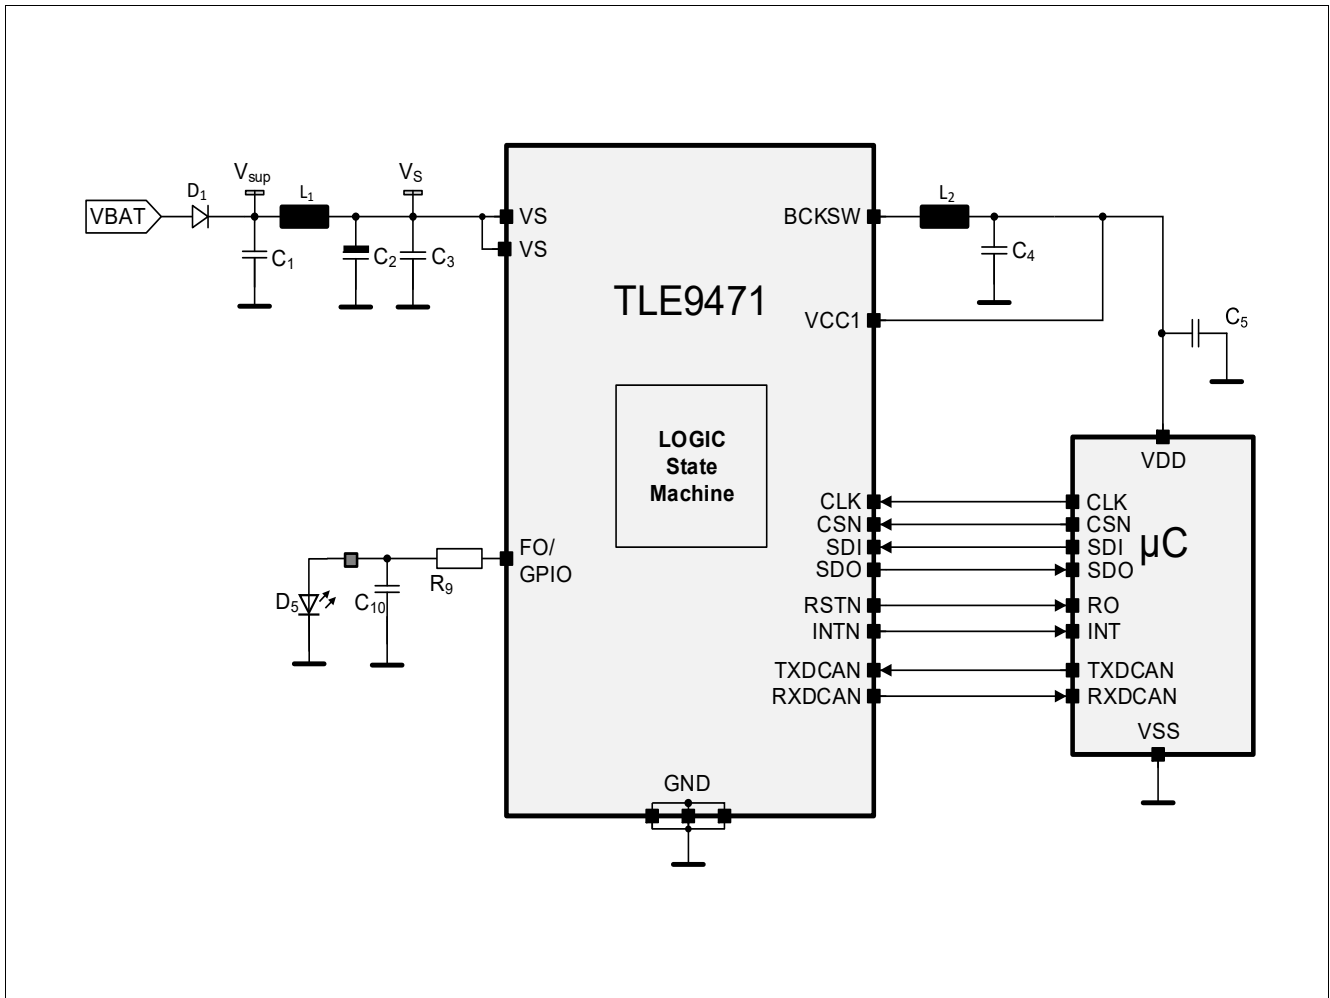 VBAT
D1
Vsup
L1
VS
C1
C2
C3
VS
VS
TLE9471
BCKSW
L2
C4
VCC1
C5
LOGIC
State
Machine
VDD
CLK
CLK
CSN
CSN
SDI
SDI
SDO
SDO
µC
FO/
GPIO
R9
D5
C10
RSTN
RO
INTN
INT
TXDCAN
TXDCAN
RXDCAN
RXDCAN
VSS
GND